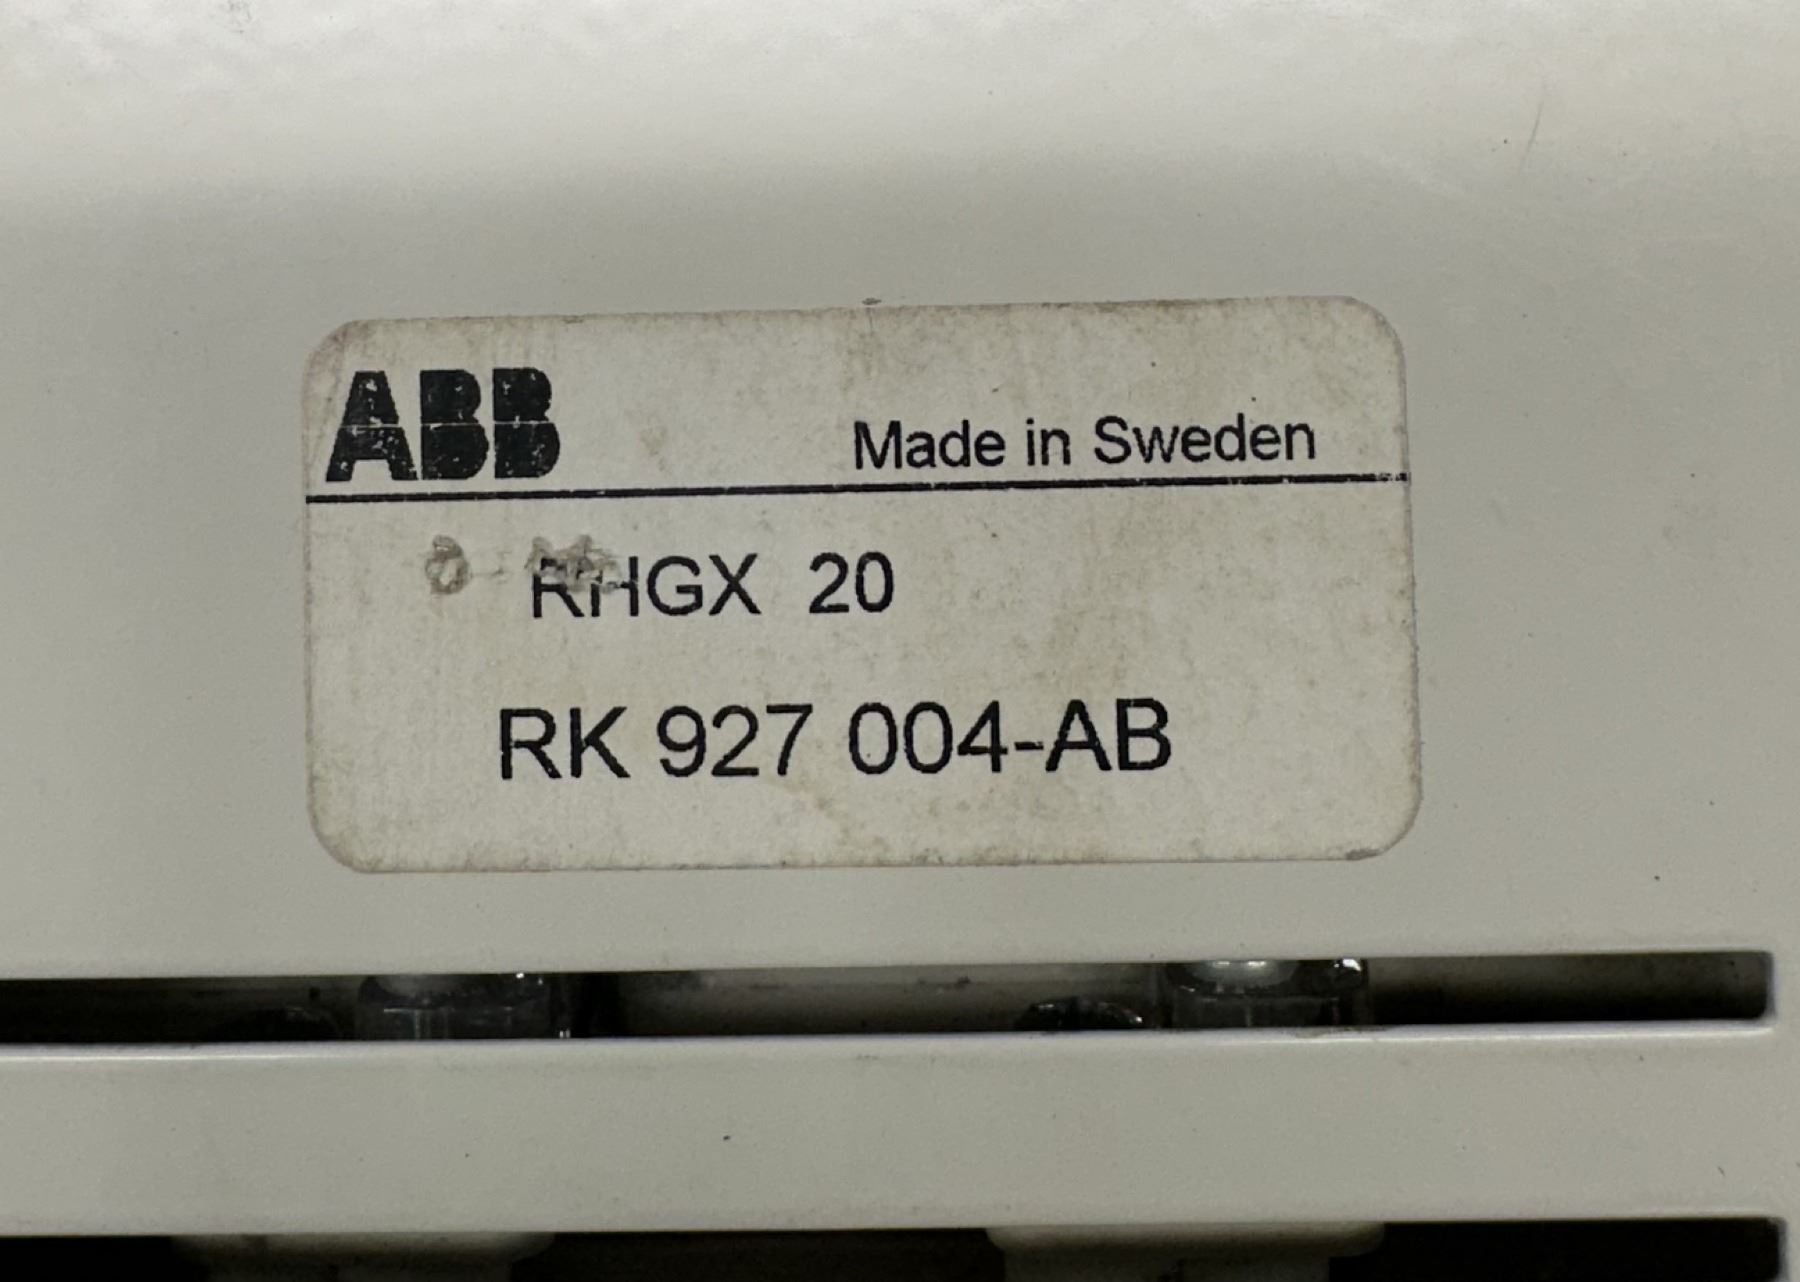 ABB
Made in Sweden
RHGX 20
RK 927 004-AB